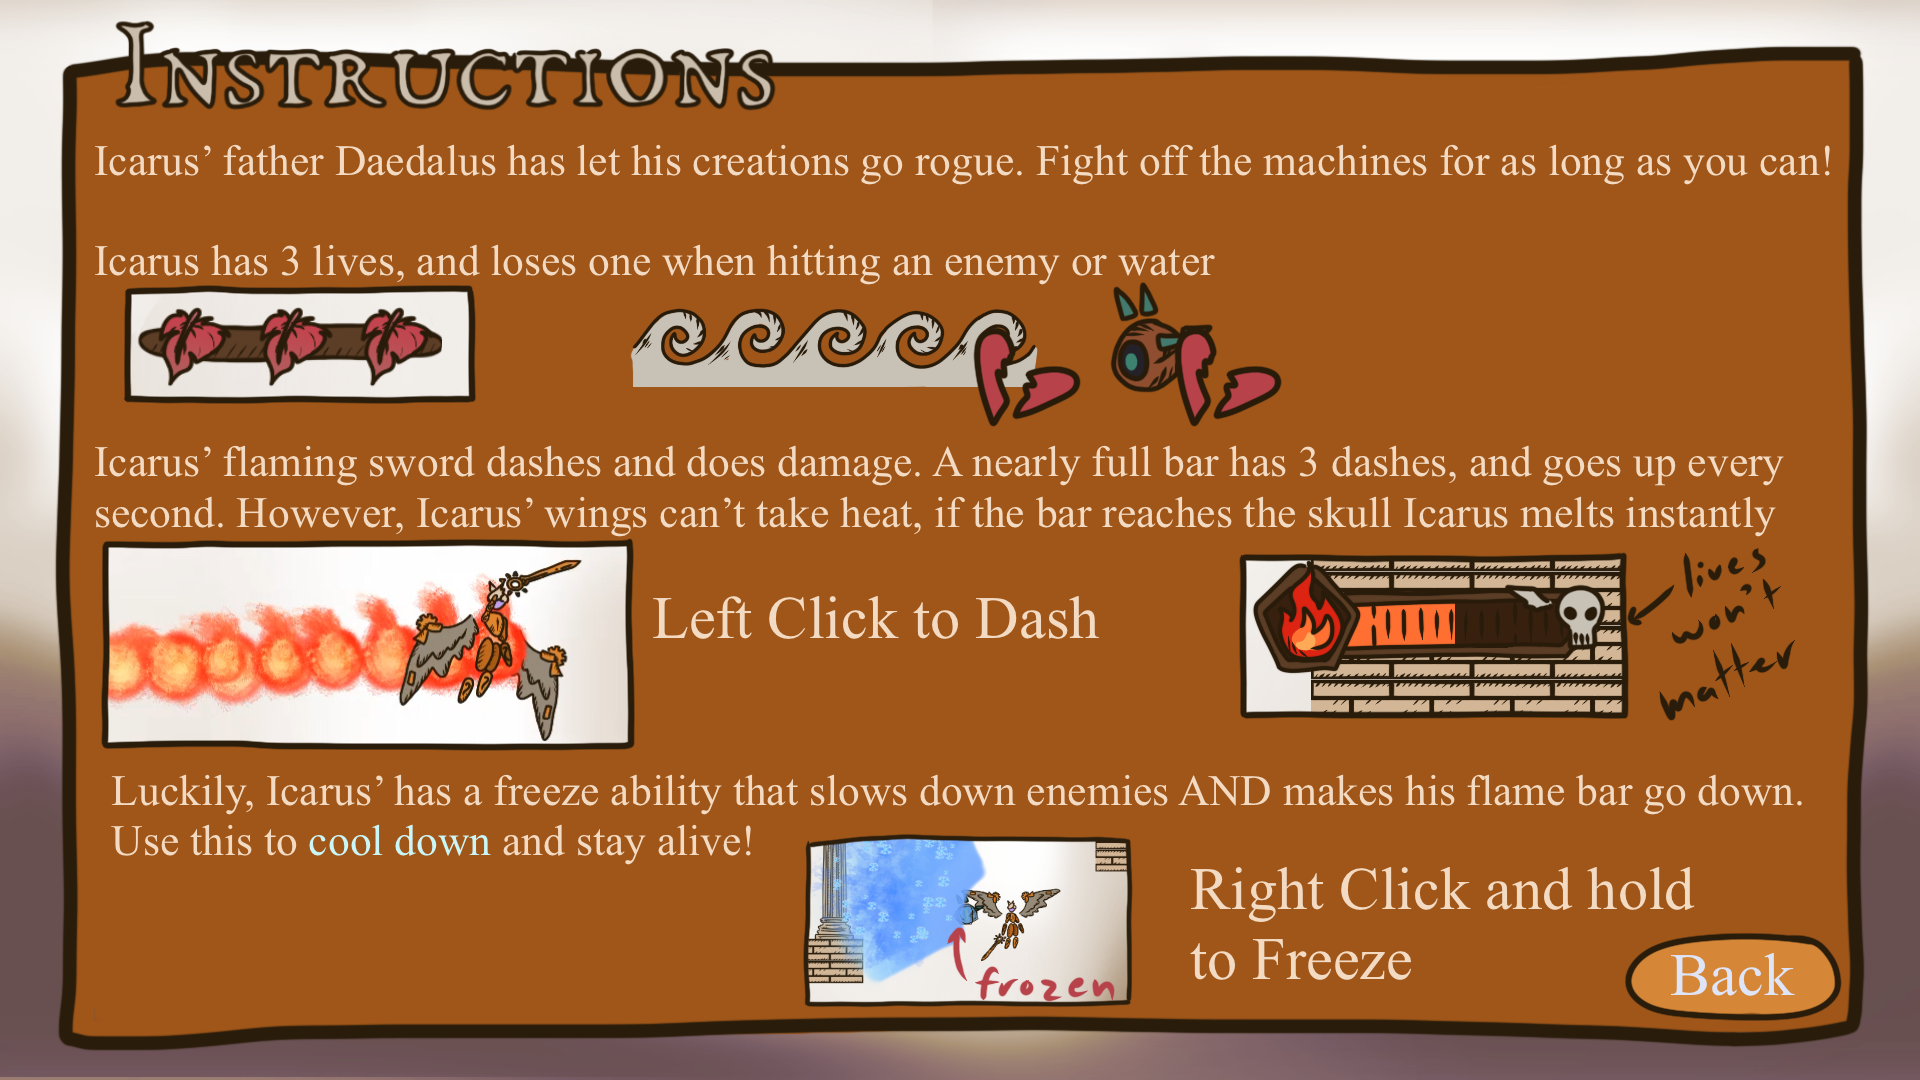 INSTRUCTIONS
Icarus’ father Daedalus has let his creations go rogue. Fight off the machines for as long as you can!
Icarus has 3 lives, and loses one when hitting an enemy or water
Icarus’ flaming sword dashes and does damage. A nearly full bar has 3 dashes, and goes up every
second. However, Icarus’ wings can’t take heat, if the bar reaches the skull Icarus melts instantly
Left Click to Dash
lives
won't
matter
Luckily, Icarus’ has a freeze ability that slows down enemies AND makes his flame bar go down.
Use this to cool down and stay alive!
frozen
Right Click and hold
to Freeze
Back